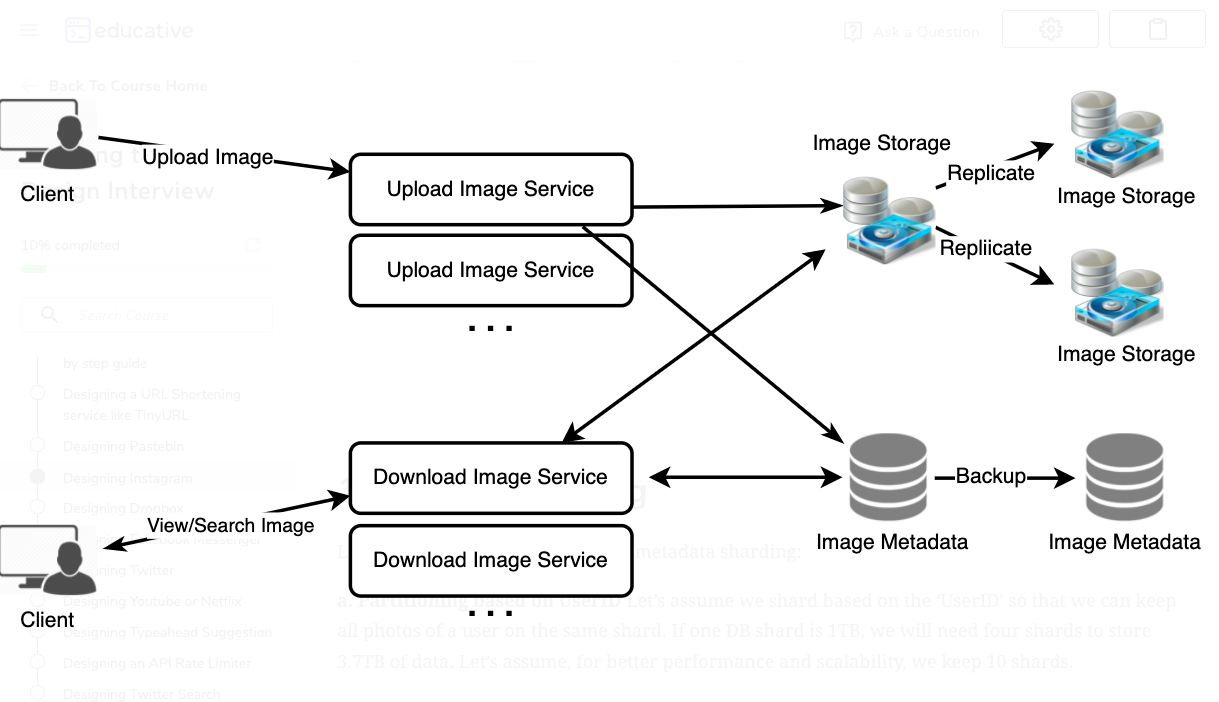 educative
Ask a Question
Back To Course Home
Upload Image
Client
Design Interview
10% completed
Search Course
by step guide
Designing a URL Shortening
service like TinyURL
Designing Pastebin
Designing Instagram
Designing Dropbox
Messenger
Twitter
Designing Youtube or Netflix
Designing Typeahead Suggestion
Designing an API Rate Limiter
Designing Twitter Search
Upload Image Service
Upload Image Service
...
Image Storage
Replicate
Repliicate
Image Storage
Image Storage
View/Search Image
Client
Download Image Service
Download Image Service
...
Image Metadata
Backup
Image Metadata
metadata sharding:
a. Partitioning based on UserID Let's assume we shard based on the 'UserID' so that we can keep
all photos of a user on the same shard. If one DB shard is 1TB, we will need four shards to store
3.7TB of data. Let's assume, for better performance and scalability, we keep 10 shards.